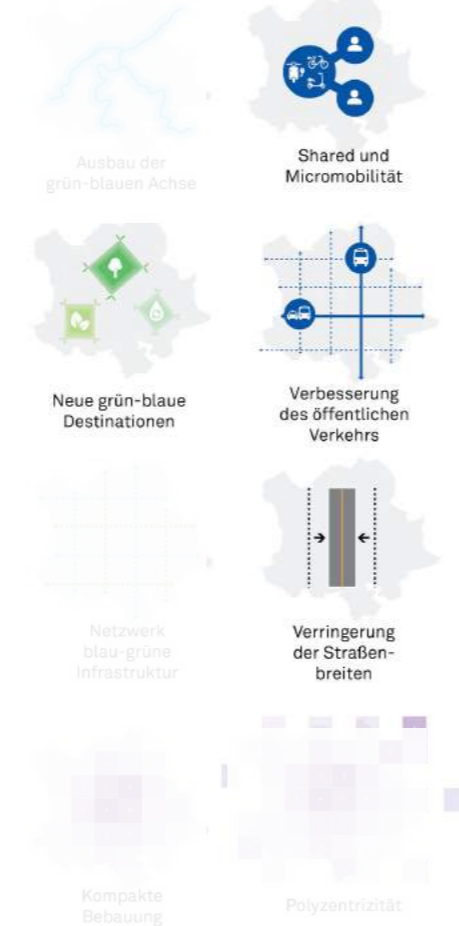 Ausbau der
grün-blauen Achse
Shared und
Micromobilität
Neue grün-blaue
Destinationen
Verbesserung
des öffentlichen
Verkehrs
Netzwerk
blau-grüne
Infrastruktur
Verringerung
der Straßen-
breiten
Kompakte
Bebauung
Polyzentrizität